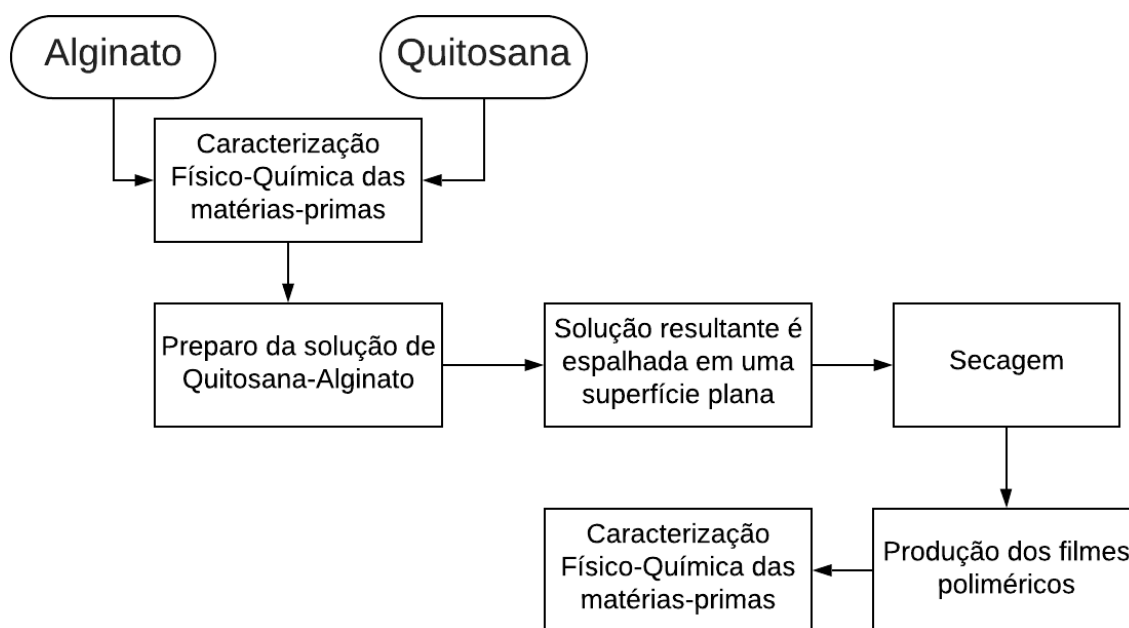 Alginato
Quitosana
Caracterização
Físico-Química das
matérias-primas
Preparo da solução de
Quitosana-Alginato
Solução resultante é
espalhada em uma
superfície plana
Secagem
Produção dos filmes
poliméricos
Caracterização
Físico-Química das
matérias-primas